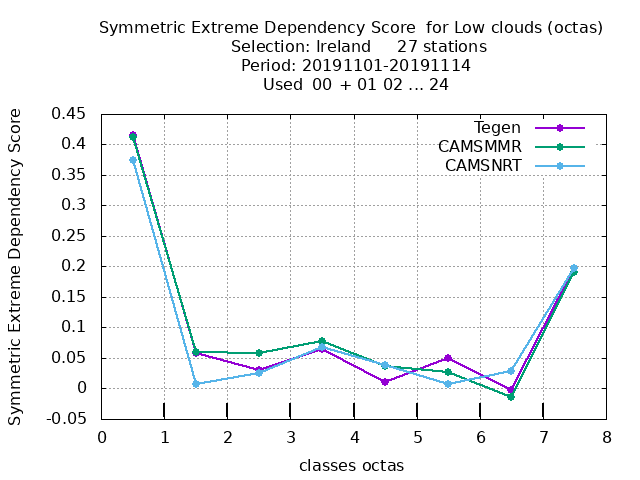 Symmetric Extreme Dependency Score  for Low clouds (octas)
Selection: Ireland     27 stations
Period: 20191101-20191114
Used  00  + 01 02 ... 24
Symmetric Extreme Dependency Score
0.45
0.4
0.35
0.3
0.25
0.2
0.15
0.1
0.05
0
-0.05
Tegen
CAMSMMR
CAMSNRT
0 1 2 3 4 5 6 7 8
classes octas